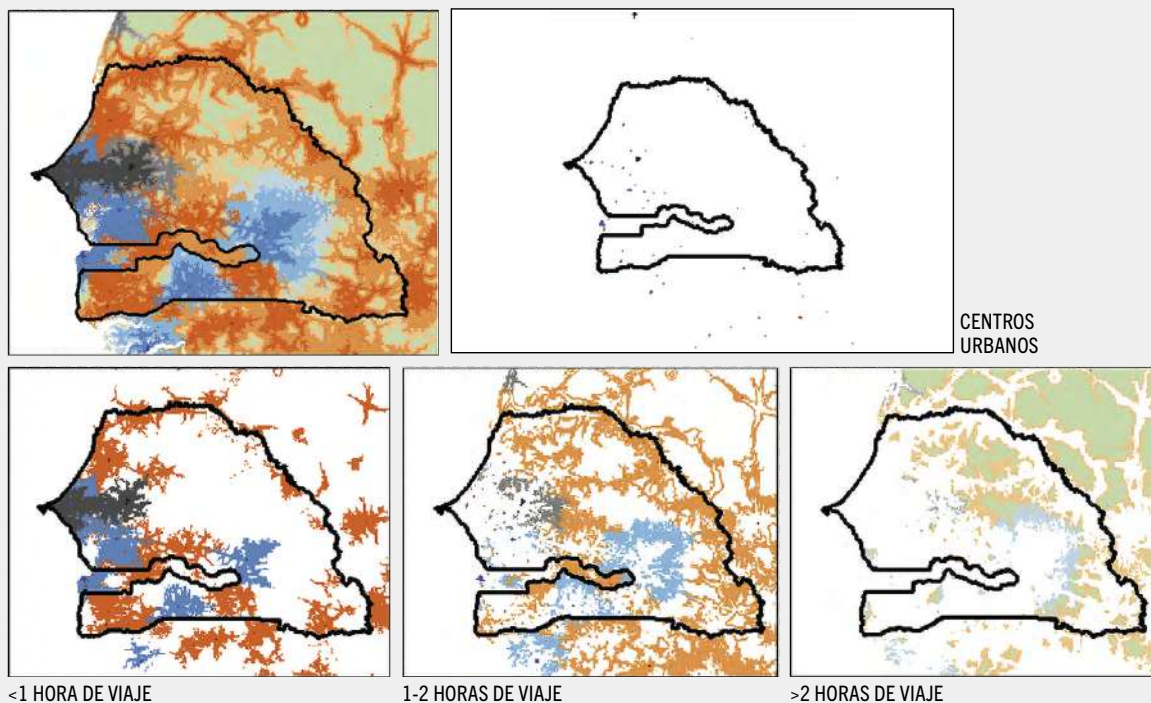 CENTROS
URBANOS
<1 HORA DE VIAJE
1-2 HORAS DE VIAJE
>2 HORAS DE VIAJE